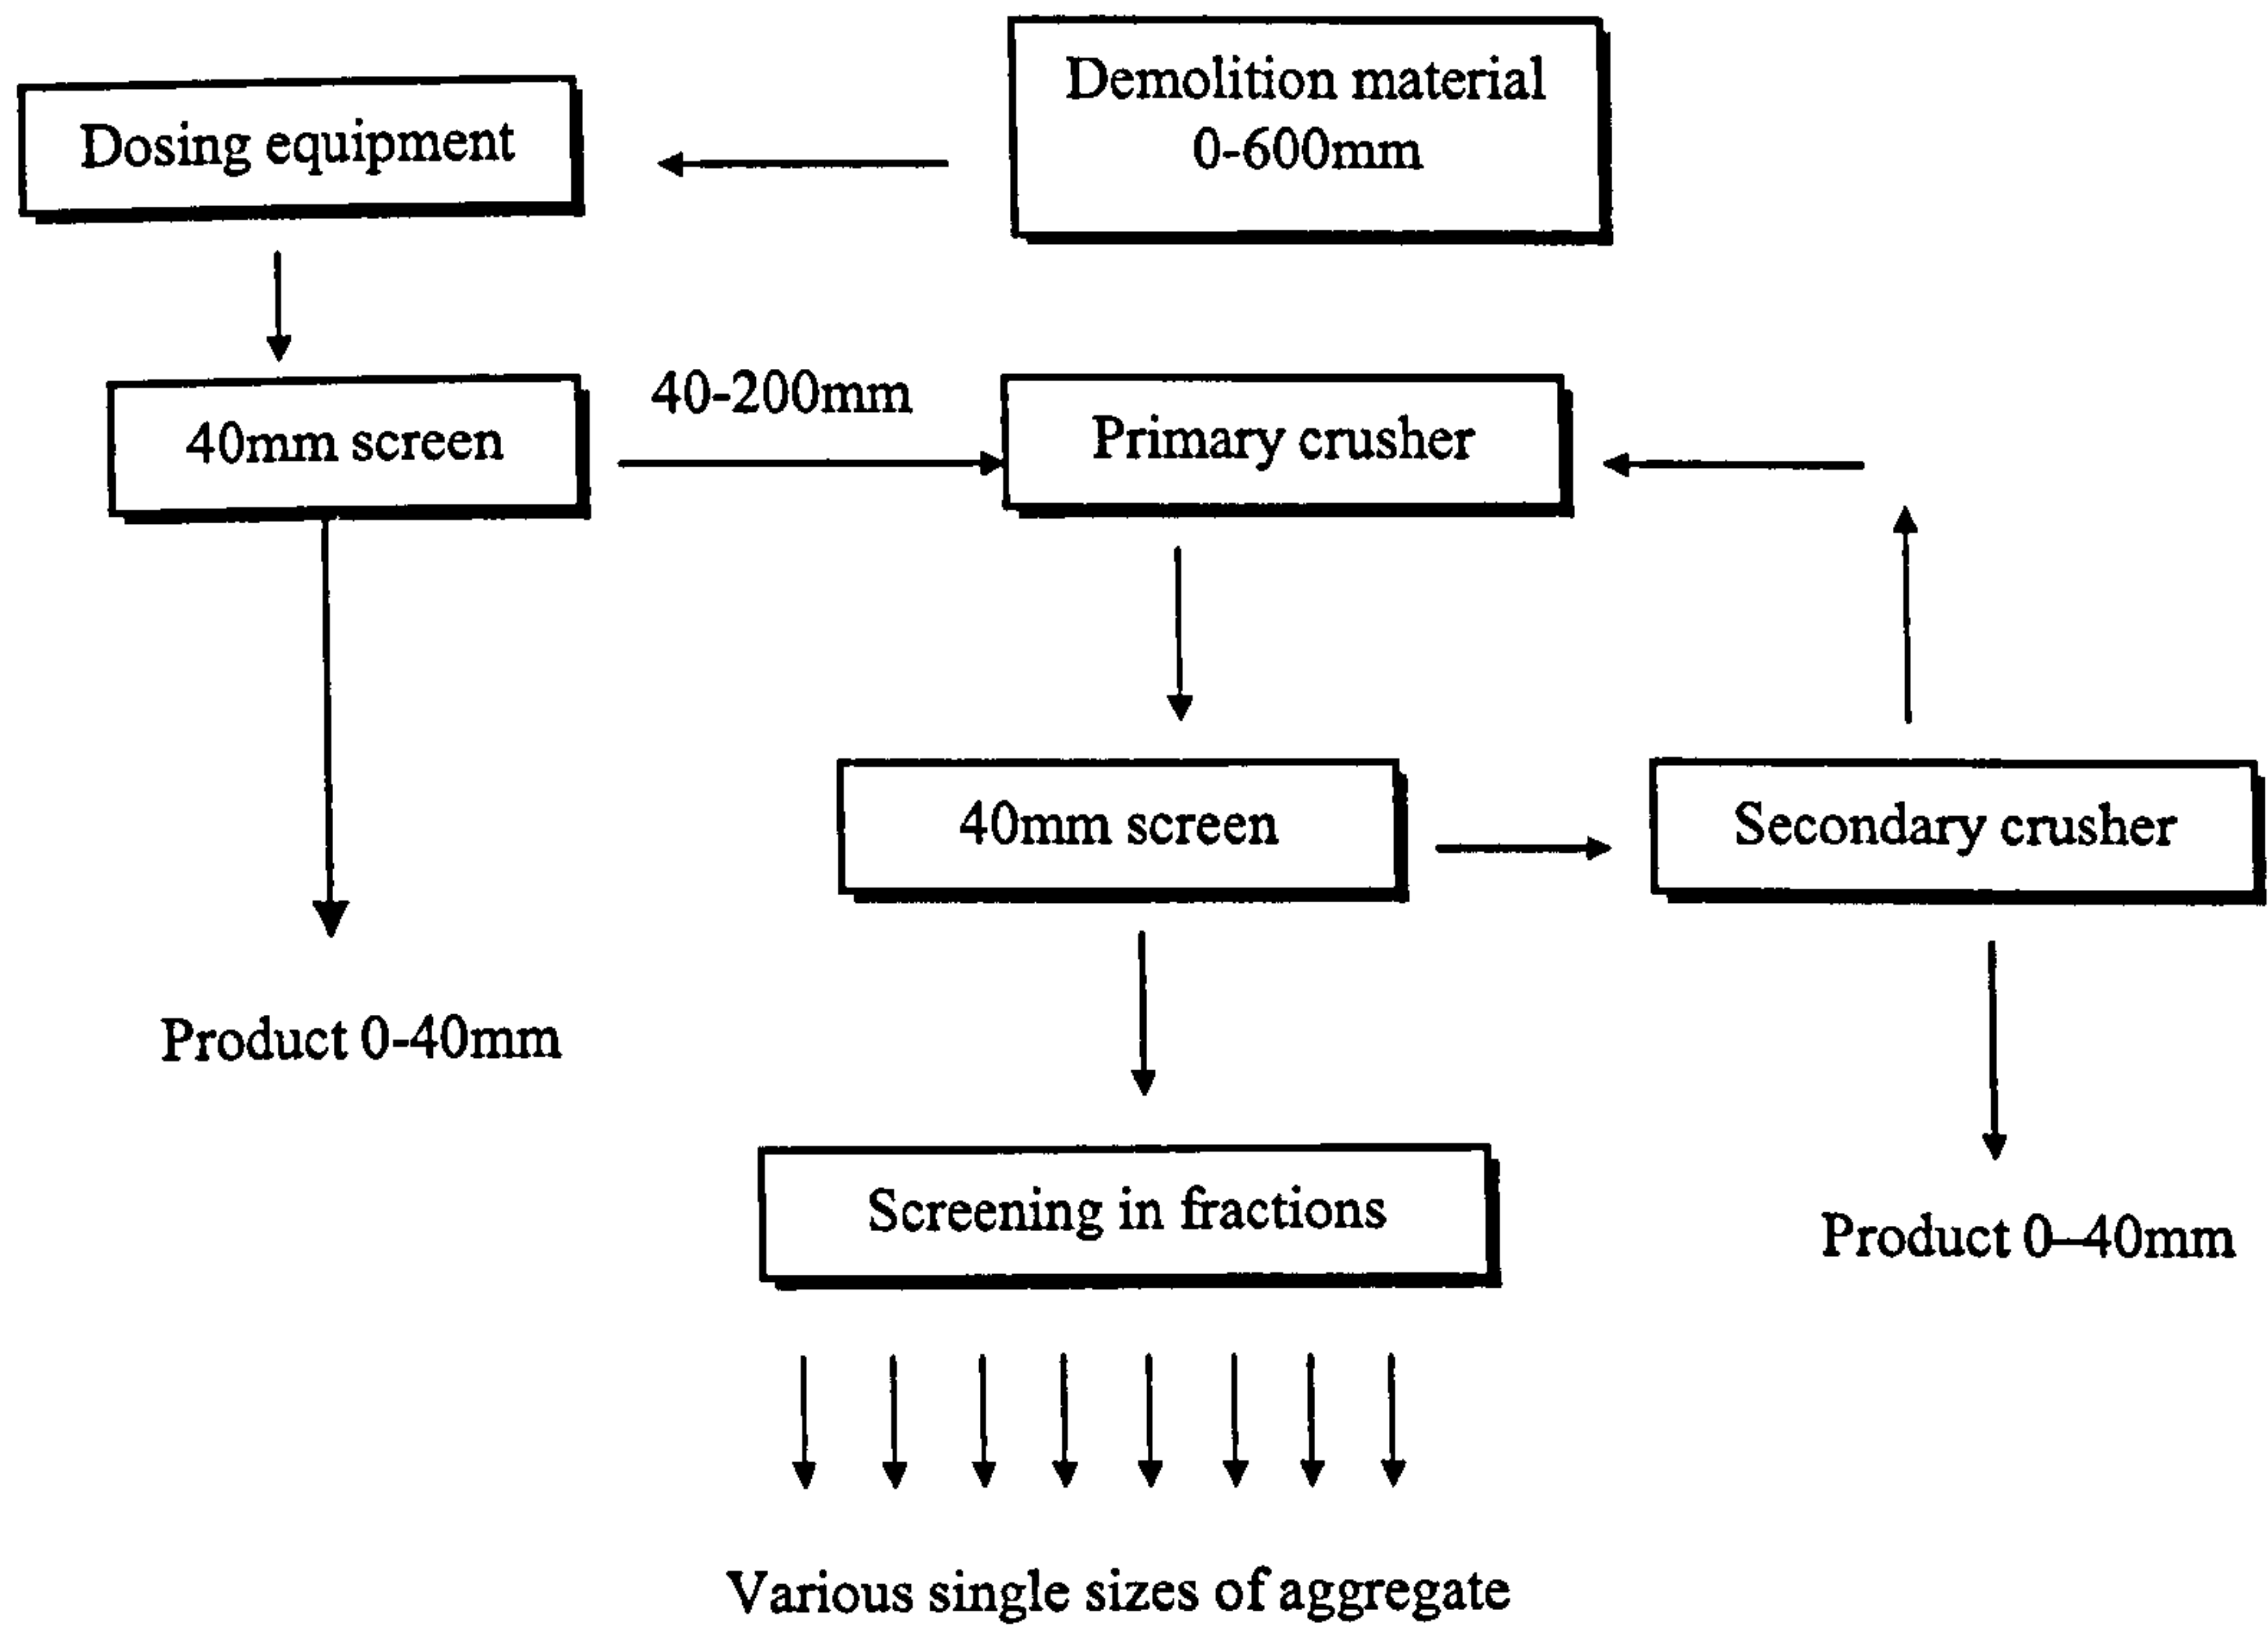 Demolition material
0-600mm
Dosing equipment
40-200mm
40mm screen
Primary crusher
40mm screen
Secondary crusher
Product 0-40mm
Screening in fractions
Product 0–40mm
Various single sizes of aggregate